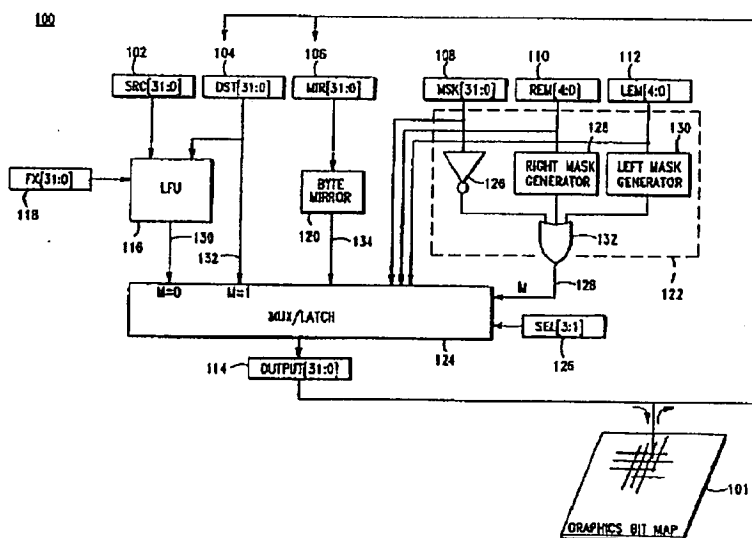 100
102 104 106 108 110 112
SRC[31:0] DST[31:0] MIR[31:0] MSK[31:0] REM[4:0] LEM[4:0]
128 130
FX[31:0] LFU BYTE MIRROR 126 RIGHT MASK GENERATOR LEFT MASK GENERATOR
118 116 120 132
130 132 134 128 122
M=0 M=1 M
MUX/LATCH
SEL[3:1]
124 126
114 OUTPUT[31:0]
101
GRAPHICS BIT MAP